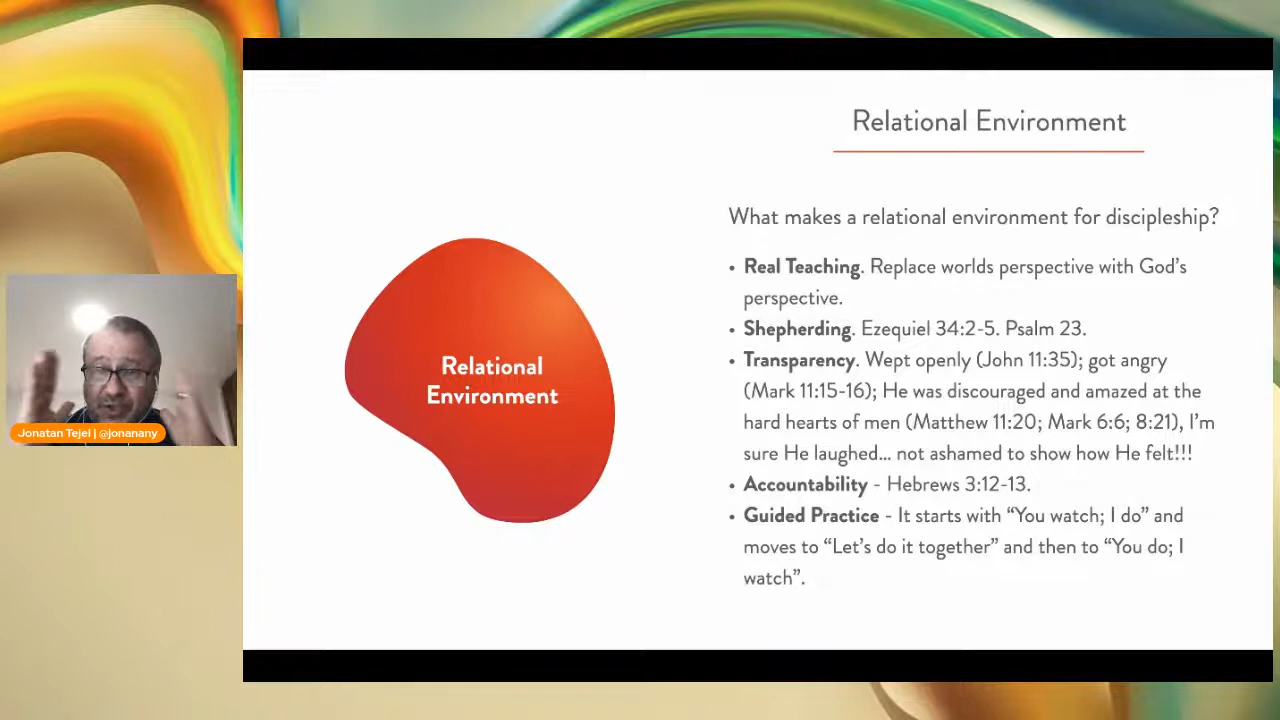 Relational Environment
What makes a relational environment for discipleship?
• Real Teaching. Replace worlds perspective with God's
perspective.
• Shepherding. Ezequiel 34:2-5. Psalm 23.
• Transparency. Wept openly (John 11:35); got angry
(Mark 11:15-16); He was discouraged and amazed at the
hard hearts of men (Matthew 11:20; Mark 6:6; 8:21), I'm
sure He laughed... not ashamed to show how He felt!!!
• Accountability - Hebrews 3:12-13.
• Guided Practice - It starts with “You watch; I do” and
moves to “Let's do it together” and then to “You do; I
watch”.
Relational
Environment
Jonatan Tejel | @jonanany